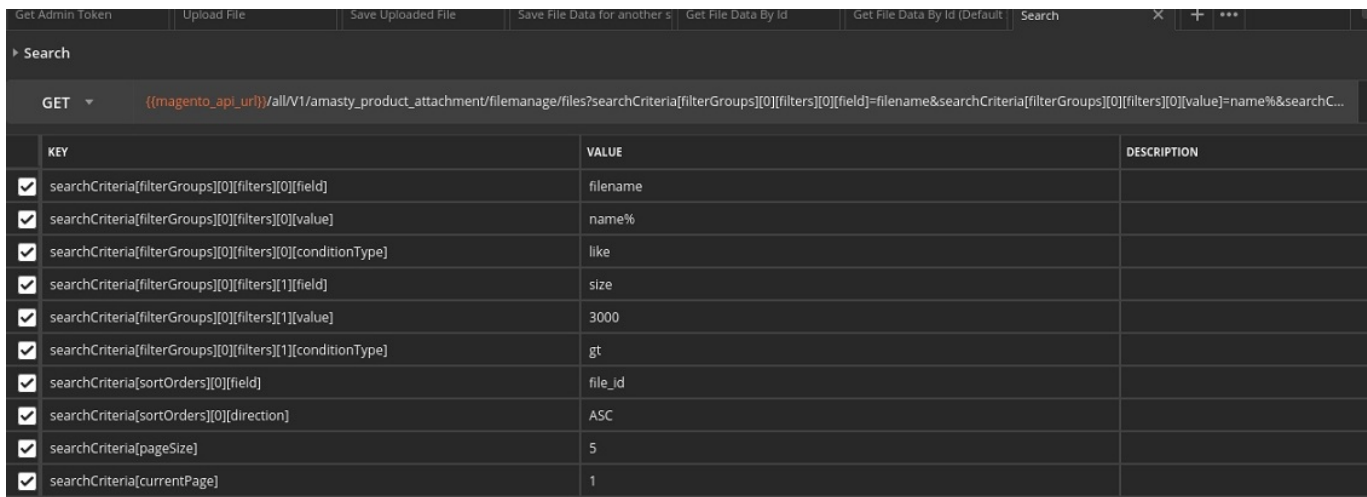 Get Admin Token Upload File Save Uploaded File Save File Data for another s Get File Data By Id Get File Data By Id (Default Search
Search
GET {{magento_api_url}}/all/V1/amasty_product_attachment/filemanage/files?searchCriteria[filterGroups][0][filters][0][field]=filename&searchCriteria[filterGroups][0][filters][0][value]=name%&searchC...
KEY VALUE DESCRIPTION
searchCriteria[filterGroups][0][filters][0][field] filename
searchCriteria[filterGroups][0][filters][0][value] name%
searchCriteria[filterGroups][0][filters][0][conditionType] like
searchCriteria[filterGroups][0][filters][1][field] size
searchCriteria[filterGroups][0][filters][1][value] 3000
searchCriteria[filterGroups][0][filters][1][conditionType] gt
searchCriteria[sortOrders][0][field] file_id
searchCriteria[sortOrders][0][direction] ASC
searchCriteria[pageSize] 5
searchCriteria[currentPage] 1